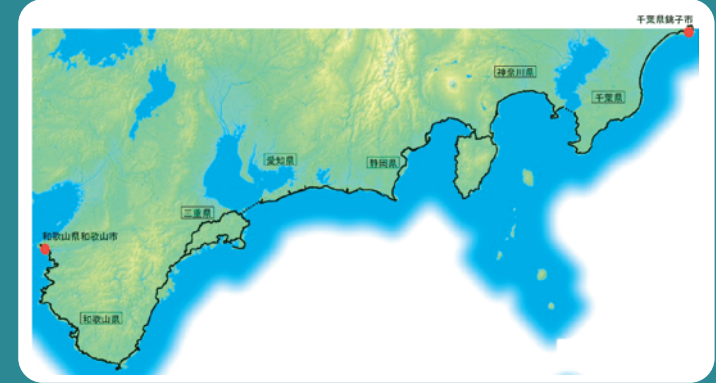 千葉県銚子市
神奈川県
千葉県
愛知県
静岡県
三重県
和歌山県和歌山市
和歌山県